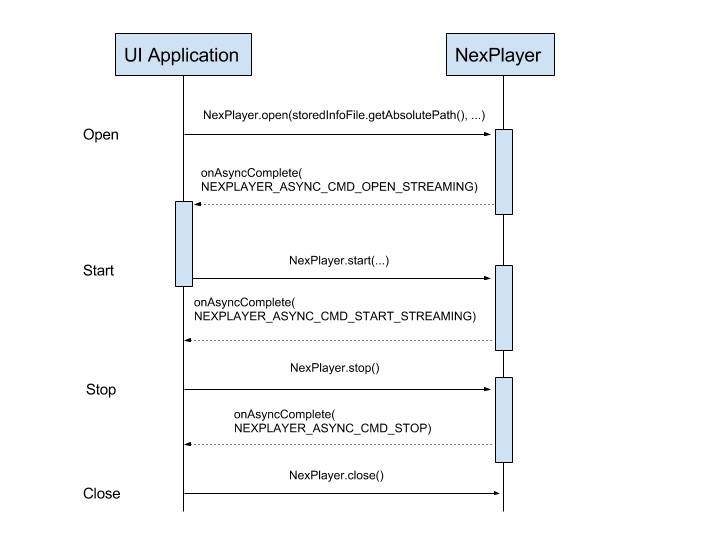 UI Application
NexPlayer
NexPlayer.open(storedInfoFile.getAbsolutePath(), ...)
Open
onAsyncComplete(
NEXPLAYER_ASYNC_CMD_OPEN_STREAMING)
NexPlayer.start(...)
Start
onAsyncComplete(
NEXPLAYER_ASYNC_CMD_START_STREAMING)
NexPlayer.stop()
Stop
onAsyncComplete(
NEXPLAYER_ASYNC_CMD_STOP)
NexPlayer.close()
Close